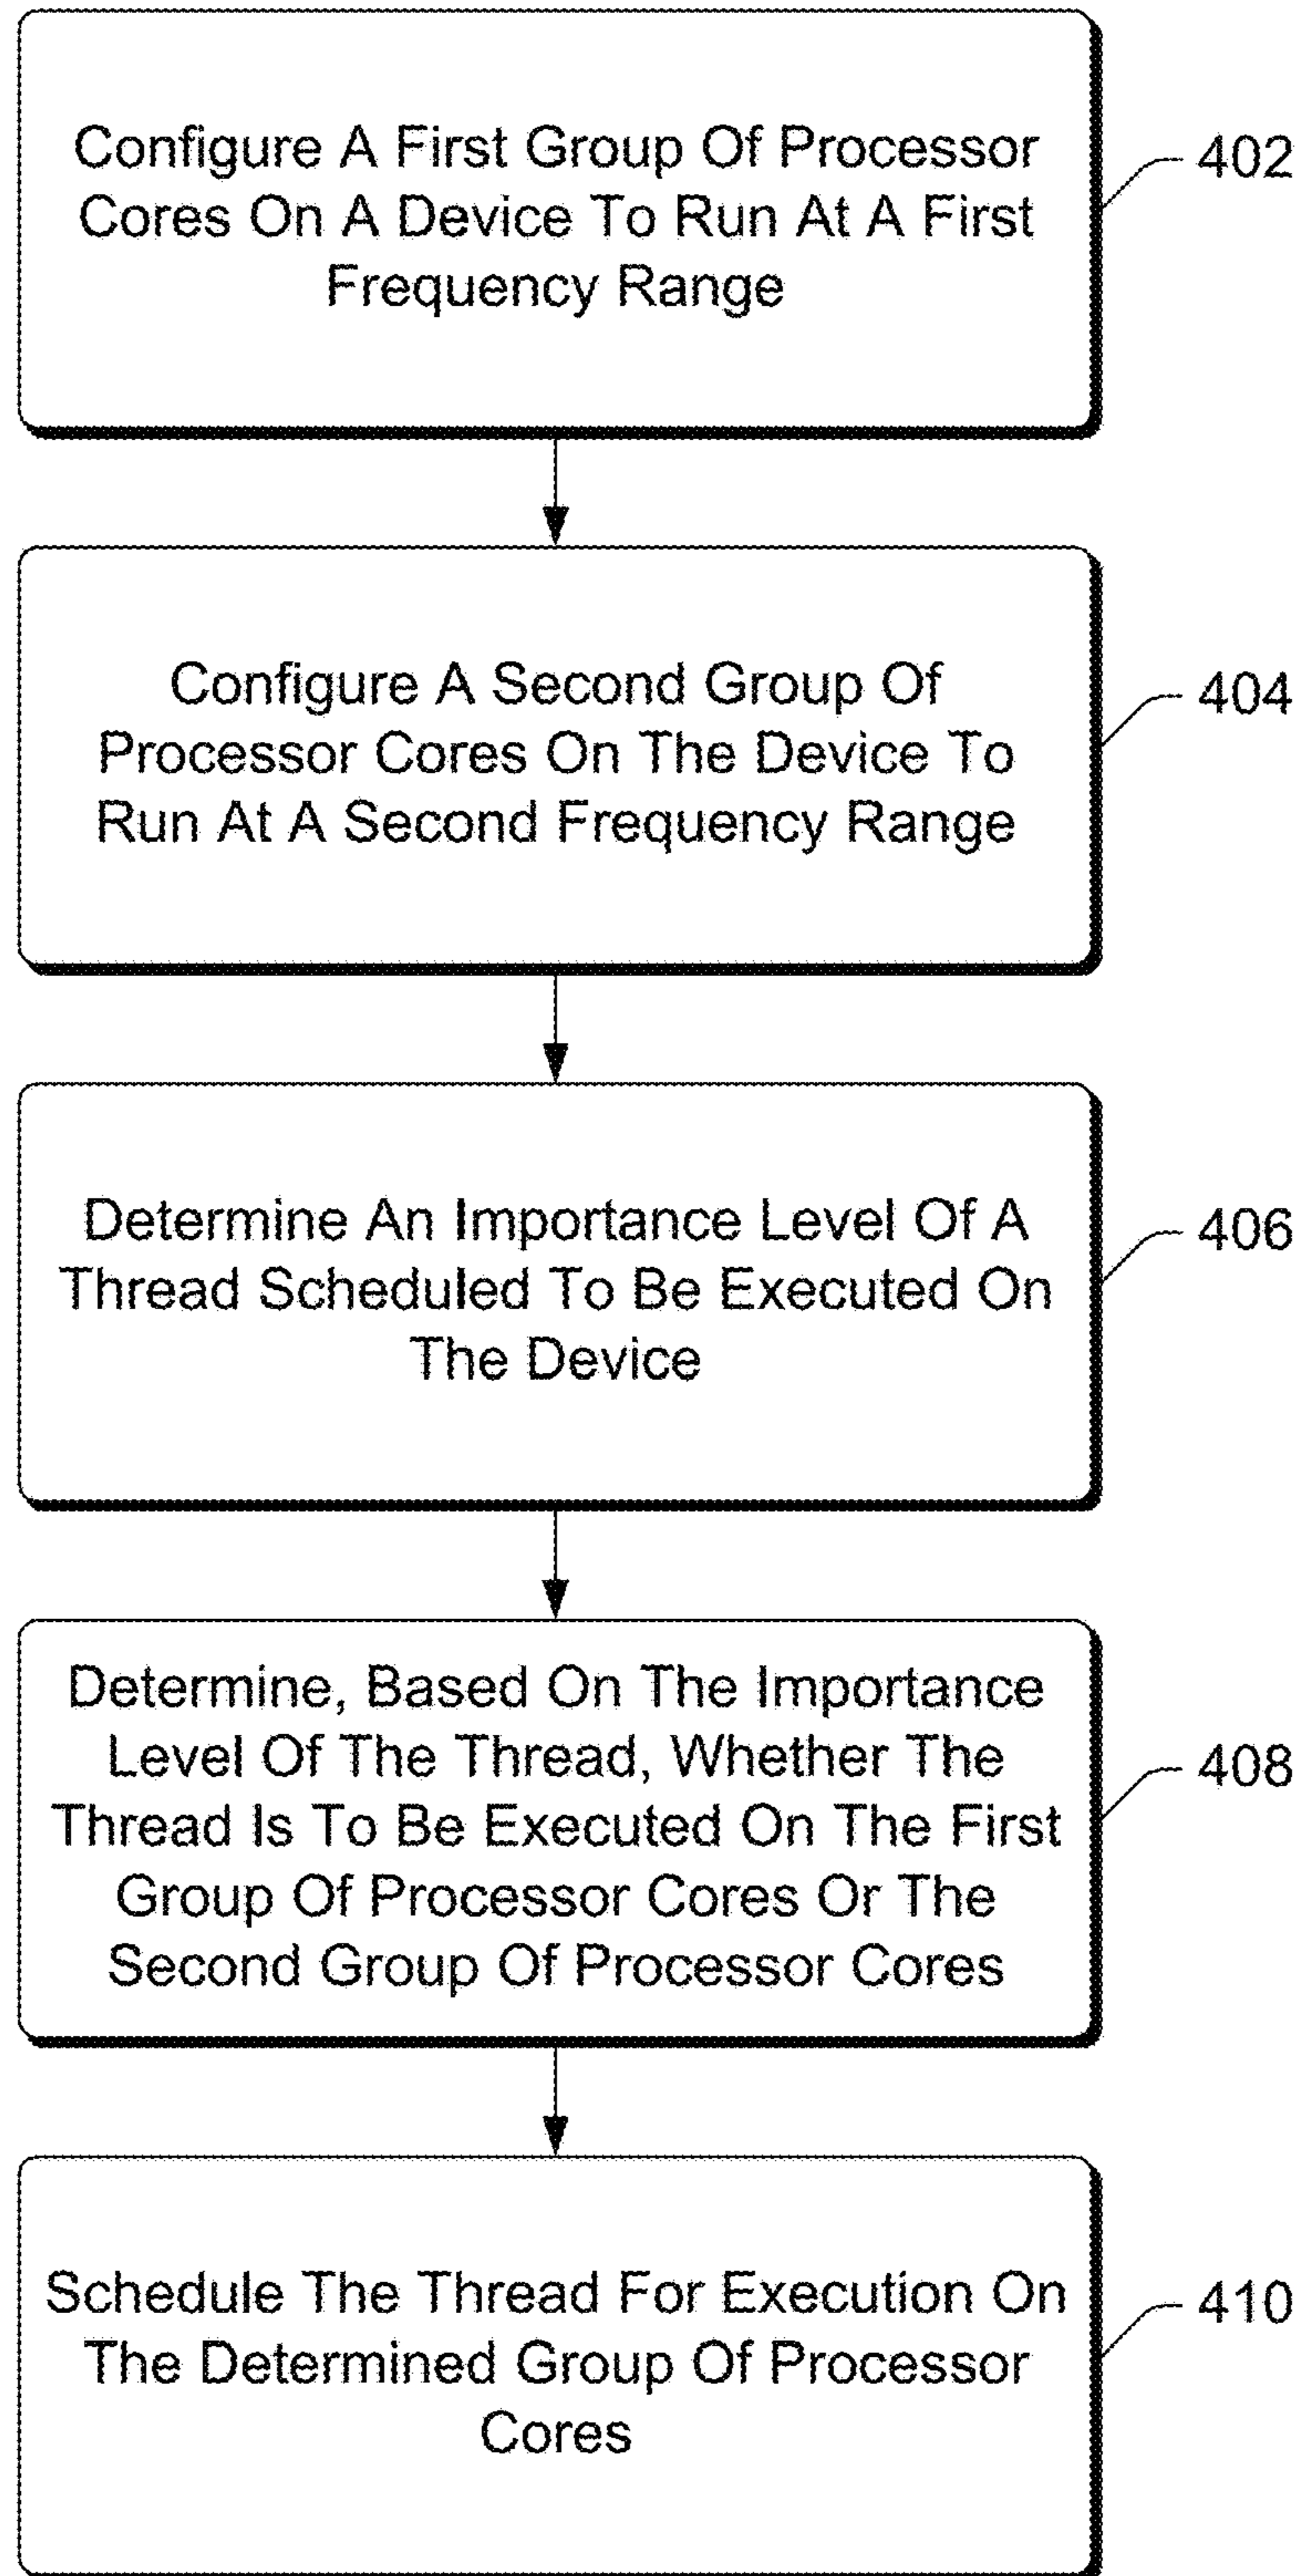 Configure A First Group Of Processor
Cores On A Device To Run At A First
Frequency Range
402
Configure A Second Group Of
Processor Cores On The Device To
Run At A Second Frequency Range
404
Determine An Importance Level Of A
Thread Scheduled To Be Executed On
The Device
406
Determine, Based On The Importance
Level Of The Thread, Whether The
Thread Is To Be Executed On The First
Group Of Processor Cores Or The
Second Group Of Processor Cores
408
Schedule The Thread For Execution On
The Determined Group Of Processor
Cores
410